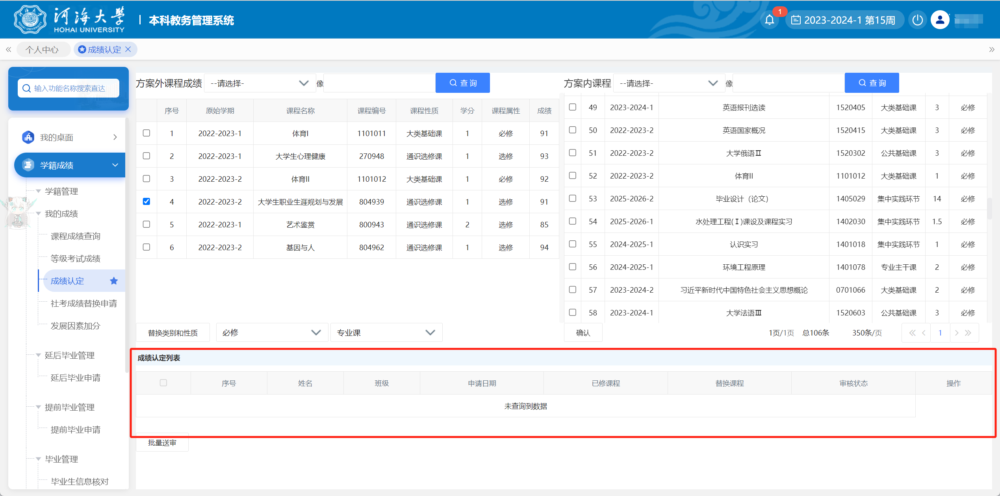 河海大学
HOHAI UNIVERSITY
本科教务管理系统
1
2023-2024-1 第15周
个人中心
成绩认定
输入功能名称搜索直达
我的桌面
学籍成绩
学籍管理
我的成绩
课程成绩查询
等级考试成绩
成绩认定
社考成绩替换申请
发展因素加分
延后毕业管理
延后毕业申请
提前毕业管理
提前毕业申请
毕业管理
毕业生信息核对
方案外课程成绩 --请选择- 像 查询
序号 原始学期 课程名称 课程编号 课程性质 学分 课程属性 成绩
1 2022-2023-1 体育I 1101011 大类基础课 1 必修 91
2 2022-2023-1 大学生心理健康 270948 通识选修课 1 选修 93
3 2022-2023-2 体育II 1101012 大类基础课 1 必修 92
4 2022-2023-2 大学生职业生涯规划与发展 804939 通识选修课 1 选修 91
5 2022-2023-1 艺术鉴赏 800943 通识选修课 2 选修 85
6 2022-2023-2 基因与人 804962 通识选修课 1 选修 94
方案内课程 --请选择- 像 查询
49 2023-2024-1 英语报刊选读 1520405 大类基础课 3 必修
50 2022-2023-2 英语国家概况 1520415 大类基础课 3 必修
51 2022-2023-2 大学俄语Ⅱ 1520302 公共基础课 3 必修
52 2022-2023-2 体育II 1101012 大类基础课 1 必修
53 2025-2026-2 毕业设计（论文） 1405029 集中实践环节 14 必修
54 2025-2026-1 水处理工程(Ⅰ)课设及课程实习 1402030 集中实践环节 1.5 必修
55 2024-2025-1 认识实习 1401018 集中实践环节 1 必修
56 2024-2025-1 环境工程原理 1401078 专业主干课 2 必修
57 2023-2024-2 习近平新时代中国特色社会主义思想概论 0701066 大类基础课 2 必修
58 2023-2024-1 大学法语Ⅲ 1520603 公共基础课 3 必修
替换类别和性质 必修 专业课
确认 1页/1页 总106条 350条/页 1
成绩认定列表
序号 姓名 班级 申请日期 已修课程 替换课程 审核状态 操作
未查询到数据
批量送审